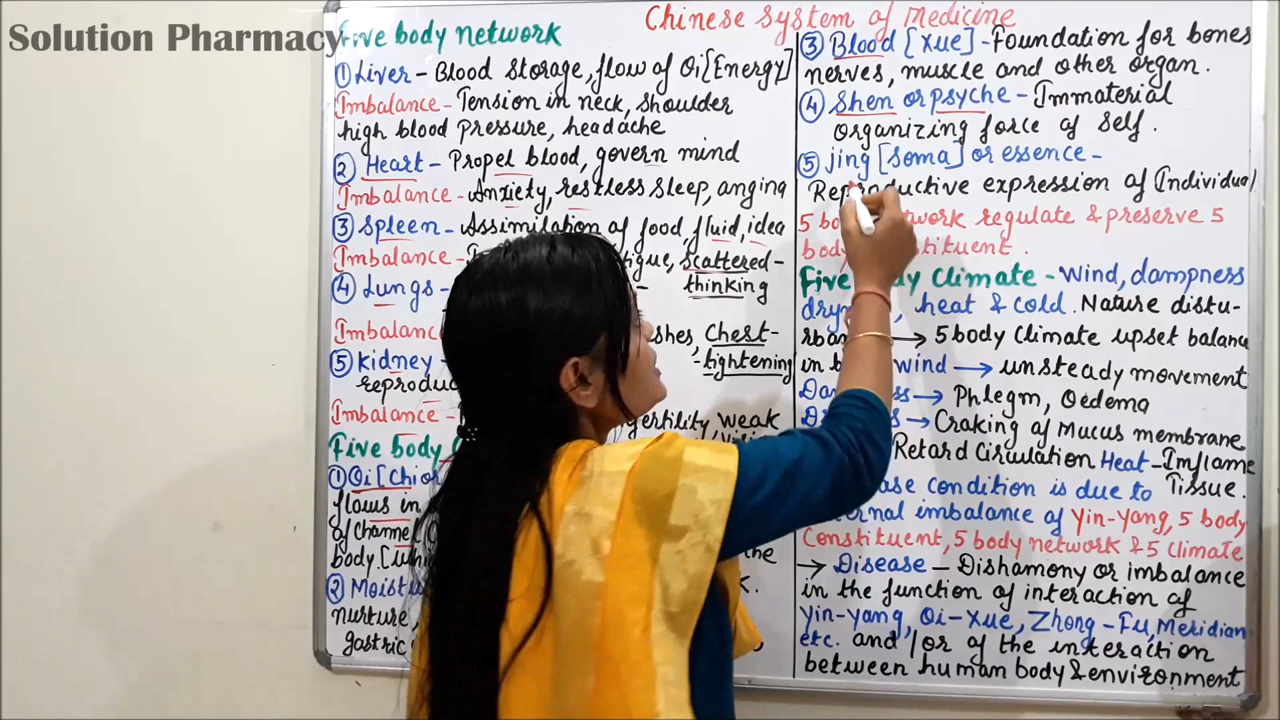 Solution Pharmacy
Chinese System of Medicine
Five body network
① Liver - Blood Storage, flow of Qi [Energy]
Imbalance - Tension in neck, shoulder
high blood pressure, headache
② Heart - Propel blood, govern mind
Imbalance - Anxiety, restless sleep, anging
③ Spleen - Assimilation of food, fluid, idea
Imbalance - scattered-
thinking
④ Lungs -
Imbalanc Chest-
-tightening
⑤ Kidney -
reproduc
Imbalance - weak
Five body
① Qi [Chi or
flows in
of channel
body. the
② Moist
nurture,
gastric
③ Blood [Xue] - Foundation for bones
nerves, muscle and other organ.
④ Shen or psyche - Immaterial
organizing force of self.
⑤ jing [Soma] or essence -
Reproductive expression of Individual
5 body network regulate & preserve 5
body constituent.
Five body Climate - Wind, dampness
dryness, heat & cold. Nature distu-
rbance → 5 body Climate upset balance
in body wind → unsteady movement
Dampness → Phlegm, Oedema
Dryness → Craking of Mucus membrane
Retard Circulation Heat - Imflame
ase condition is due to Tissue.
ernal imbalance of Yin-Yang, 5 body
Constituent, 5 body network & 5 climate
→ Disease - Dishamony or imbalance
in the function of interaction of
Yin-yang, Qi-Xue, Zhong-Fu, Meridian
etc. and /or of the interaction
between human body & environment